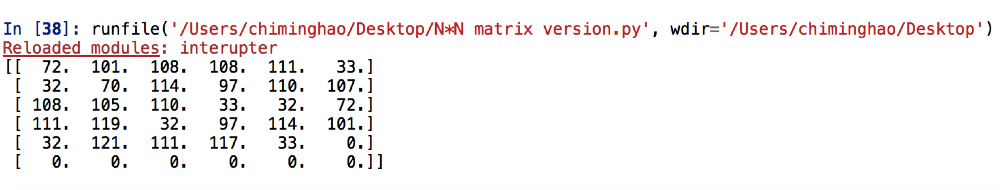 In [38]: runfile('/Users/chiminghao/Desktop/N*N matrix version.py', wdir='/Users/chiminghao/Desktop')
Reloaded modules: interupter
[[  72.  101.  108.  108.  111.   33.]
 [  32.   70.  114.   97.  110.  107.]
 [ 108.  105.  110.   33.   32.   72.]
 [ 111.  119.   32.   97.  114.  101.]
 [  32.  121.  111.  117.   33.    0.]
 [   0.    0.    0.    0.    0.    0.]]